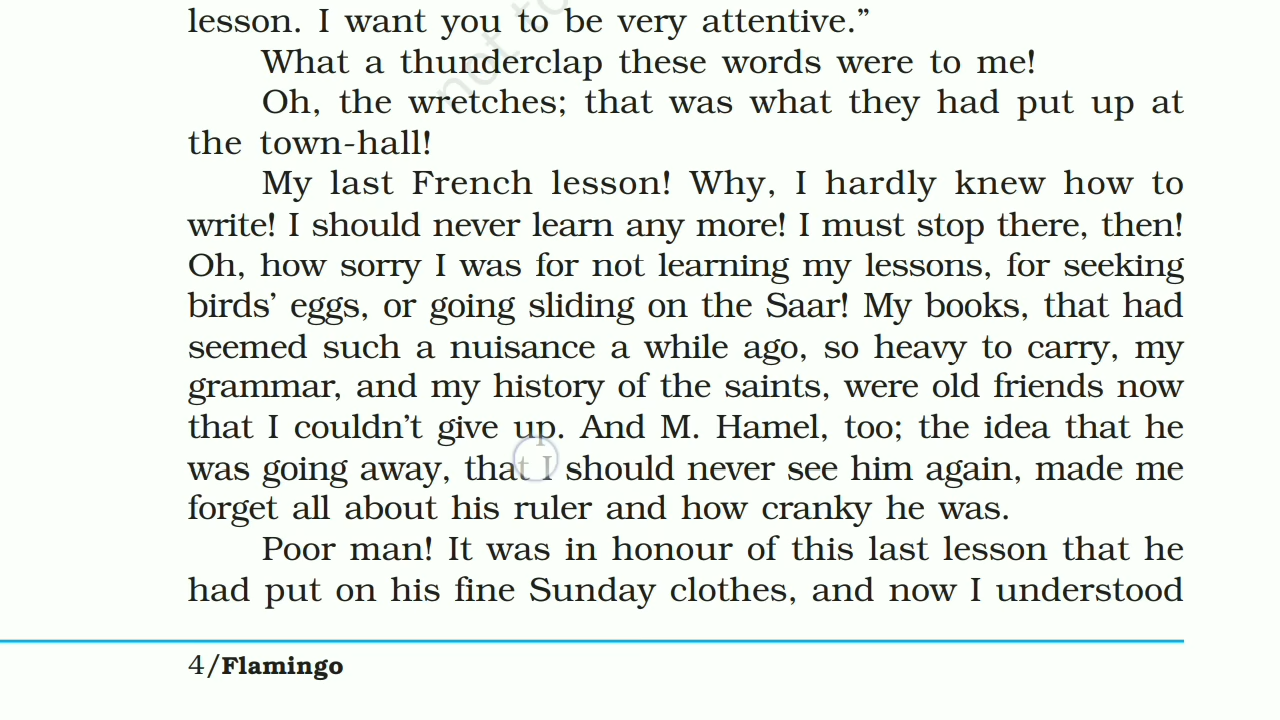 lesson. I want you to be very attentive.”
What a thunderclap these words were to me!
Oh, the wretches; that was what they had put up at
the town-hall!
My last French lesson! Why, I hardly knew how to
write! I should never learn any more! I must stop there, then!
Oh, how sorry I was for not learning my lessons, for seeking
birds’ eggs, or going sliding on the Saar! My books, that had
seemed such a nuisance a while ago, so heavy to carry, my
grammar, and my history of the saints, were old friends now
that I couldn’t give up. And M. Hamel, too; the idea that he
was going away, that I should never see him again, made me
forget all about his ruler and how cranky he was.
Poor man! It was in honour of this last lesson that he
had put on his fine Sunday clothes, and now I understood
4/Flamingo
not to